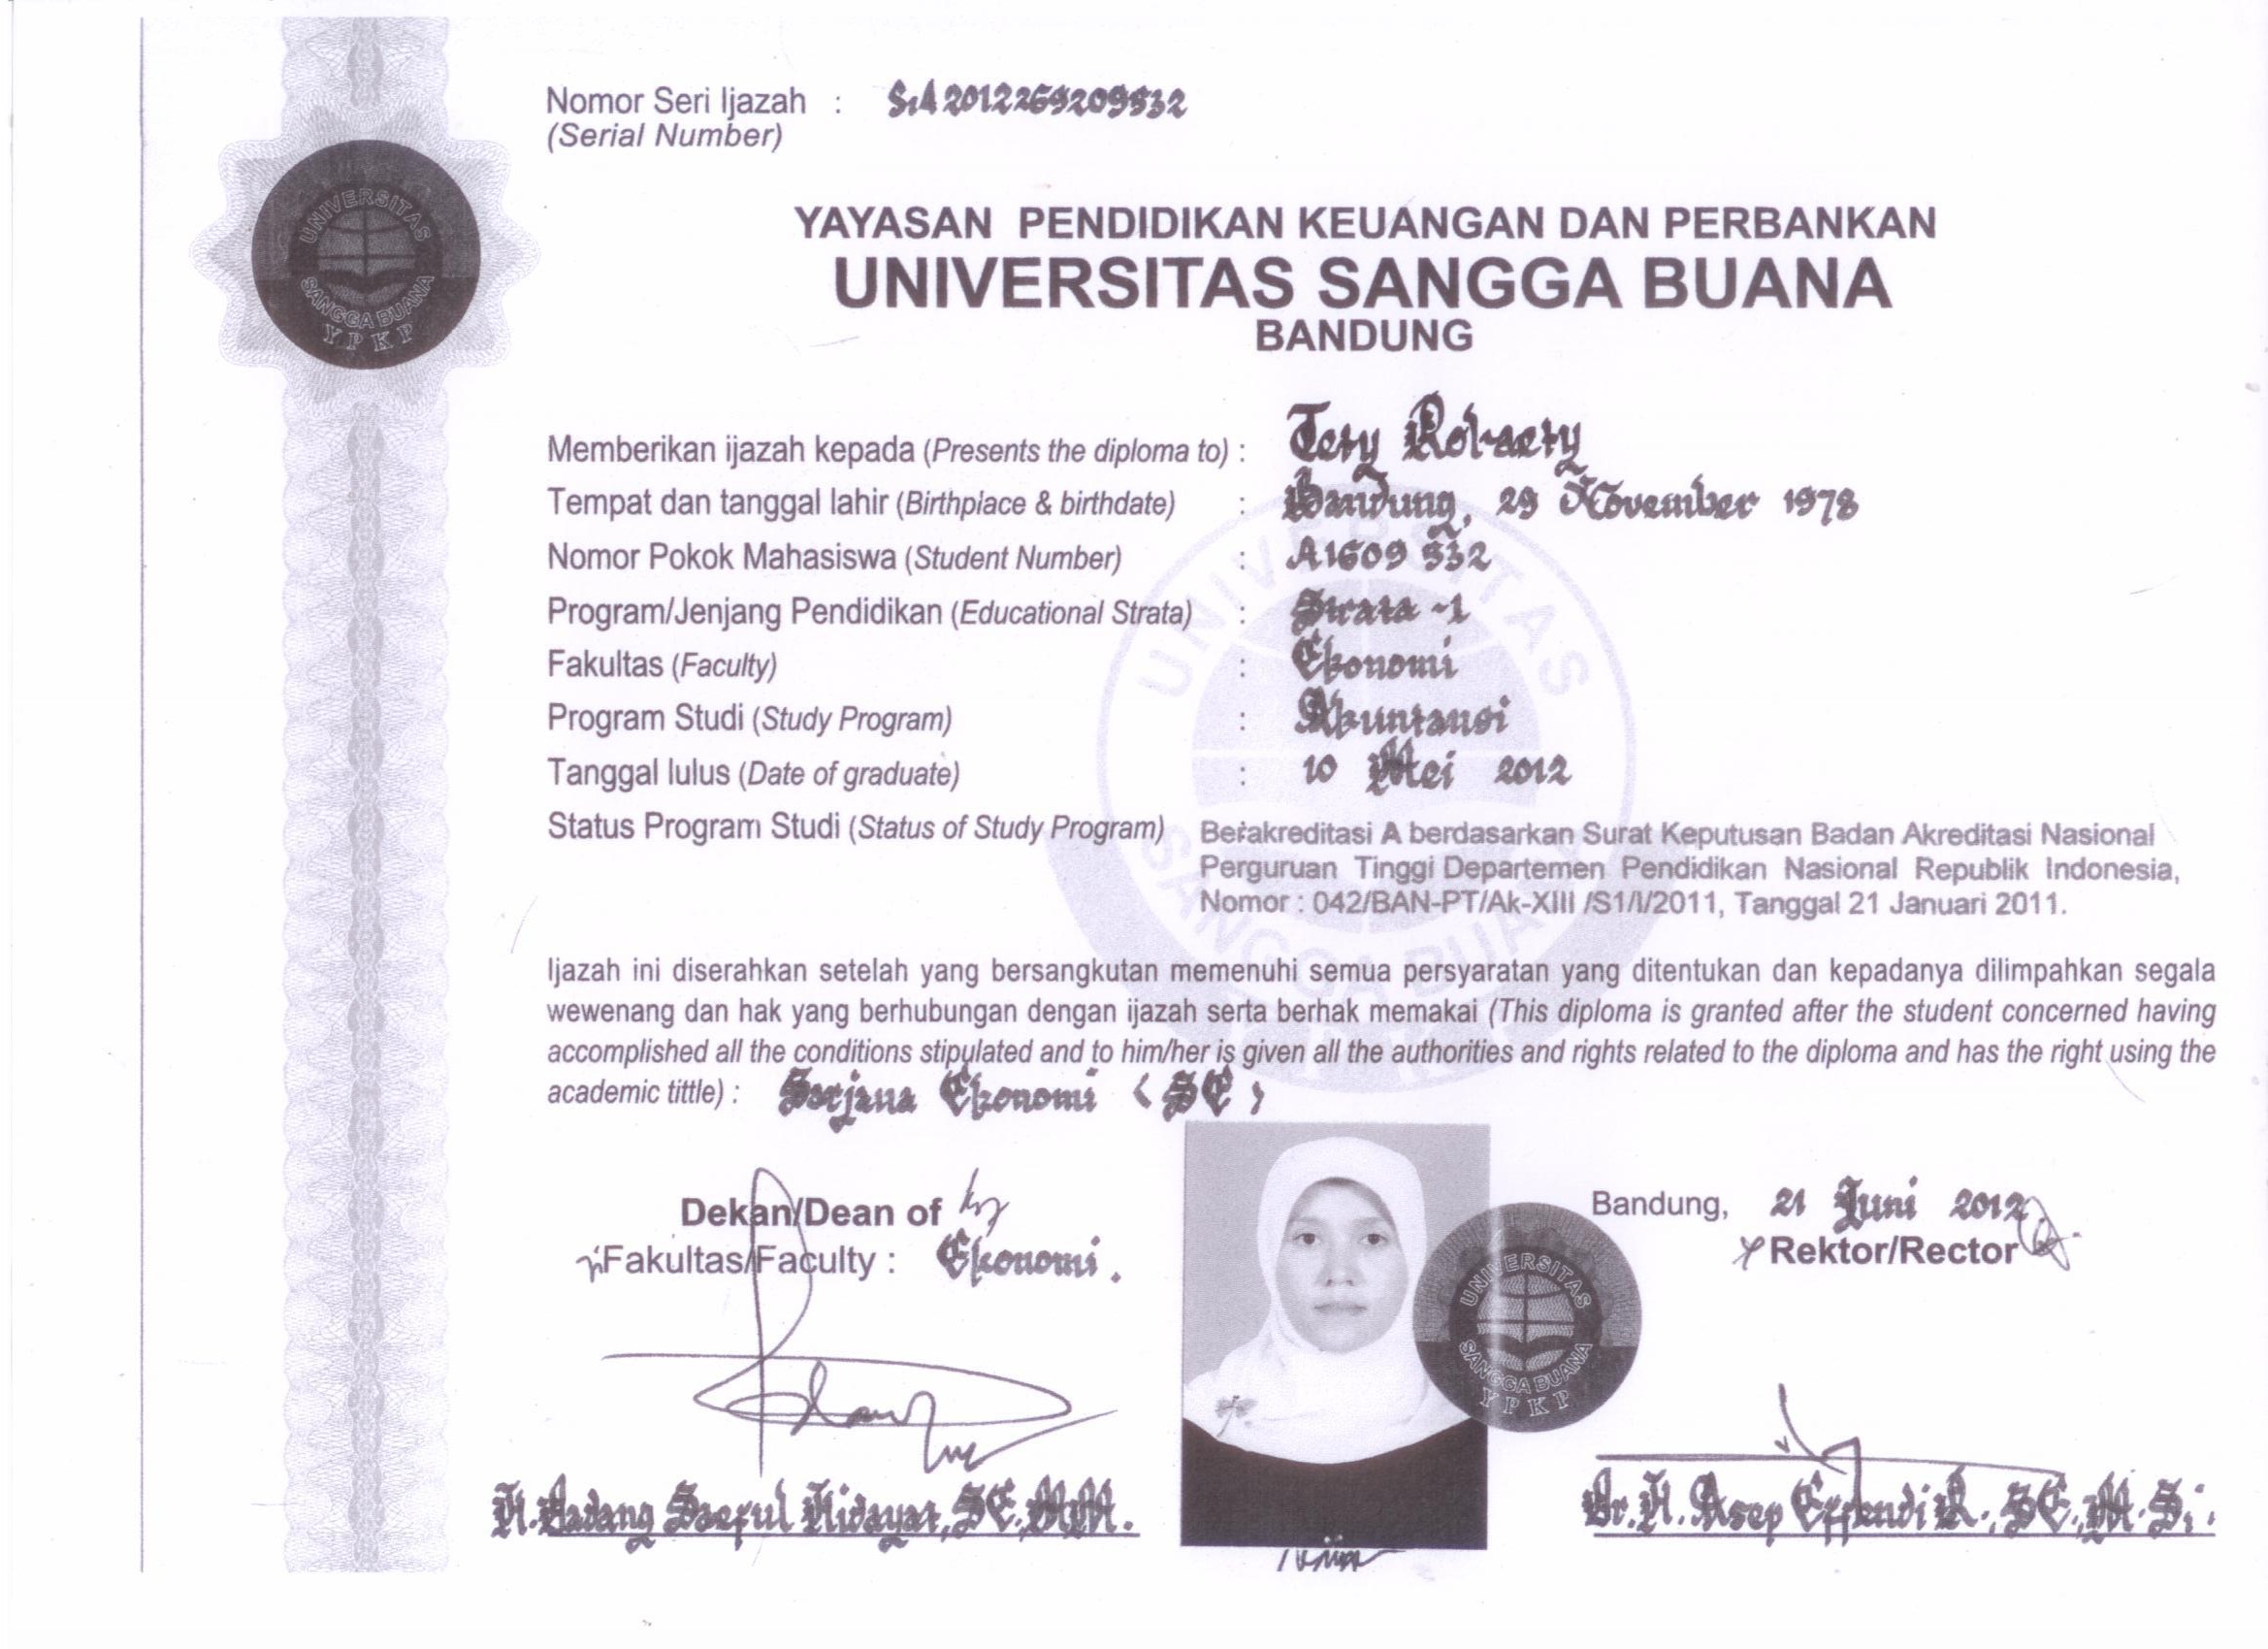 Nomor Seri Ijazah : S1A2012269209532
(Serial Number)
UNIVERSITAS
SANGGA BUANA
Y P K P
YAYASAN PENDIDIKAN KEUANGAN DAN PERBANKAN
UNIVERSITAS SANGGA BUANA
BANDUNG
Memberikan ijazah kepada (Presents the diploma to) : Tety Rohaety
Tempat dan tanggal lahir (Birthplace & birthdate) : Bandung, 29 November 1978
Nomor Pokok Mahasiswa (Student Number) : A1609 532
Program/Jenjang Pendidikan (Educational Strata) : Strata -1
Fakultas (Faculty) : Ekonomi
Program Studi (Study Program) : Akuntansi
Tanggal lulus (Date of graduate) : 10 Mei 2012
Status Program Studi (Status of Study Program) Berakreditasi A berdasarkan Surat Keputusan Badan Akreditasi Nasional
Perguruan Tinggi Departemen Pendidikan Nasional Republik Indonesia,
Nomor : 042/BAN-PT/Ak-XIII /S1/I/2011, Tanggal 21 Januari 2011.
Ijazah ini diserahkan setelah yang bersangkutan memenuhi semua persyaratan yang ditentukan dan kepadanya dilimpahkan segala
wewenang dan hak yang berhubungan dengan ijazah serta berhak memakai (This diploma is granted after the student concerned having
accomplished all the conditions stipulated and to him/her is given all the authorities and rights related to the diploma and has the right using the
academic tittle) : Sarjana Ekonomi (SE)
Dekan/Dean of
Fakultas/Faculty : Ekonomi.
Bandung, 21 Juni 2012
Rektor/Rector
UNIVERSITAS
SANGGA BUANA
Y P K P
H. Dadang Saeful Hidayat, SE., MM.
Dr. H. Asep Effendi R., SE., M.Si.